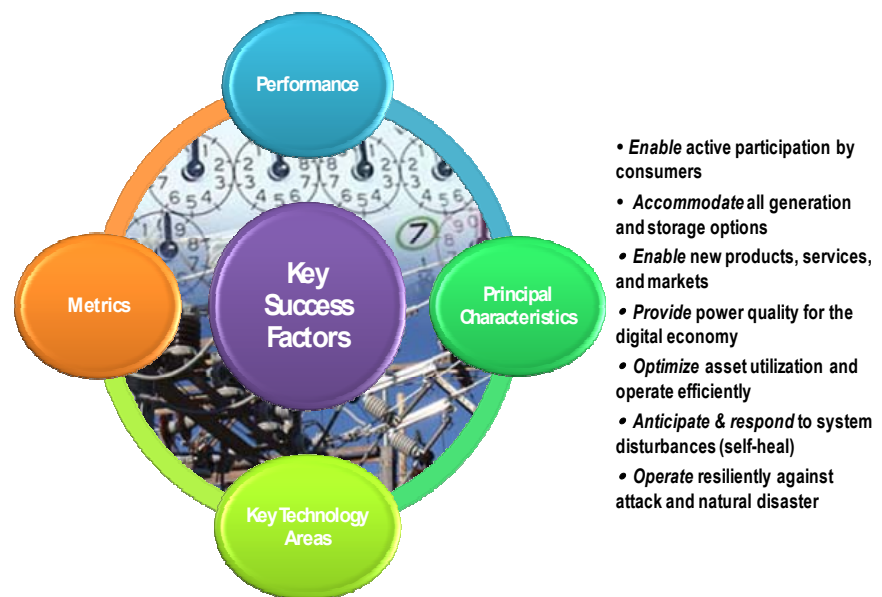 Performance
Metrics
Key
Success
Factors
Principal
Characteristics
Key Technology
Areas
7
• Enable active participation by
consumers
• Accommodate all generation
and storage options
• Enable new products, services,
and markets
• Provide power quality for the
digital economy
• Optimize asset utilization and
operate efficiently
• Anticipate & respond to system
disturbances (self-heal)
• Operate resiliently against
attack and natural disaster